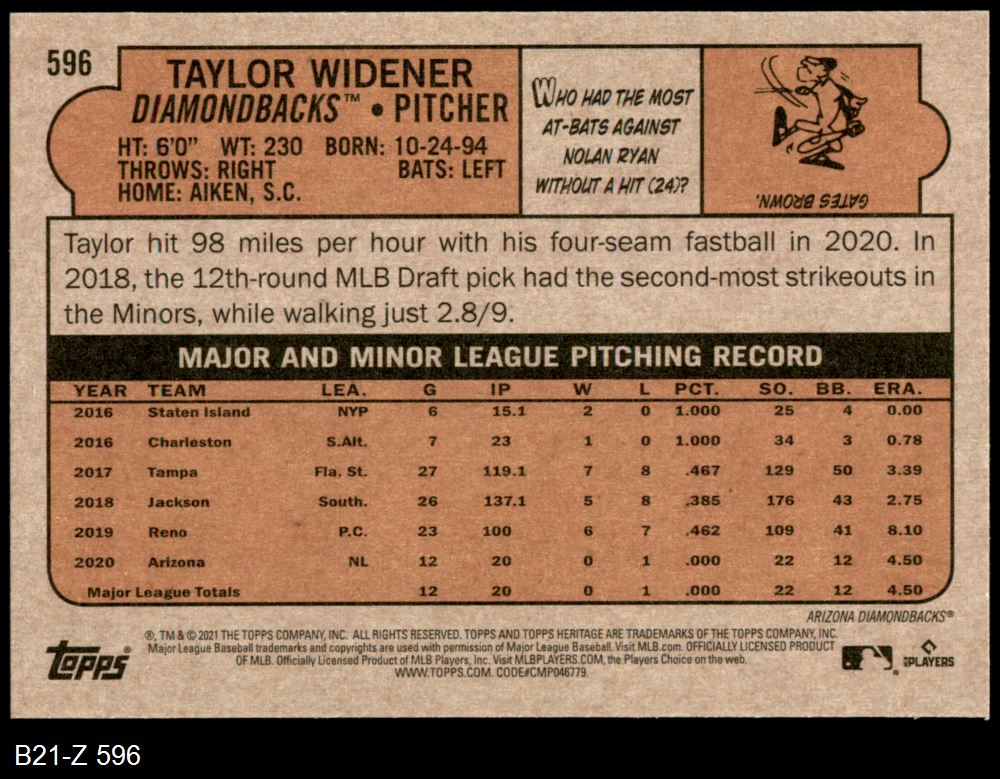 596
TAYLOR WIDENER
DIAMONDBACKS™ • PITCHER
HT: 6'0" WT: 230 BORN: 10-24-94
THROWS: RIGHT BATS: LEFT
HOME: AIKEN, S.C.
WHO HAD THE MOST
AT-BATS AGAINST
NOLAN RYAN
WITHOUT A HIT (24)?
GATES BROWN.
Taylor hit 98 miles per hour with his four-seam fastball in 2020. In
2018, the 12th-round MLB Draft pick had the second-most strikeouts in
the Minors, while walking just 2.8/9.
MAJOR AND MINOR LEAGUE PITCHING RECORD
YEAR TEAM LEA. G IP W L PCT. SO. BB. ERA.
2016 Staten Island NYP 6 15.1 2 0 1.000 25 4 0.00
2016 Charleston S.Alt. 7 23 1 0 1.000 34 3 0.78
2017 Tampa Fla. St. 27 119.1 7 8 .467 129 50 3.39
2018 Jackson South. 26 137.1 5 8 .385 176 43 2.75
2019 Reno P.C. 23 100 6 7 .462 109 41 8.10
2020 Arizona NL 12 20 0 1 .000 22 12 4.50
Major League Totals 12 20 0 1 .000 22 12 4.50
ARIZONA DIAMONDBACKS®
®, TM & © 2021 THE TOPPS COMPANY, INC. ALL RIGHTS RESERVED. TOPPS AND TOPPS HERITAGE ARE TRADEMARKS OF THE TOPPS COMPANY, INC.
Major League Baseball trademarks and copyrights are used with permission of Major League Baseball. Visit MLB.com. OFFICIALLY LICENSED PRODUCT
OF MLB. Officially Licensed Product of MLB Players, Inc. Visit MLBPLAYERS.COM, the Players Choice on the web.
WWW.TOPPS.COM. CODE#CMP046779.
topps®
MLBPLAYERS
B21-Z 596